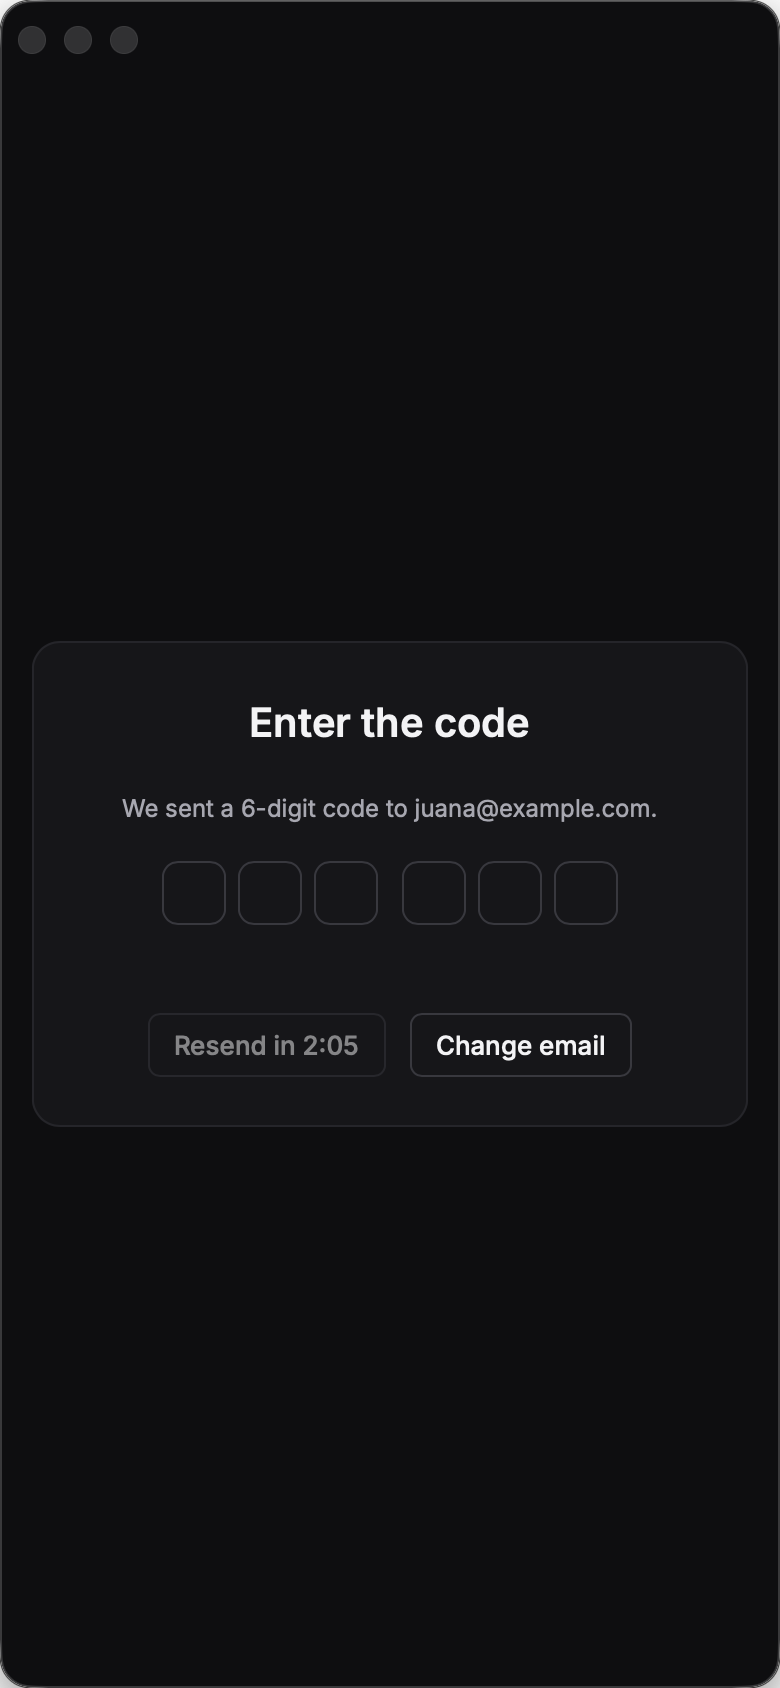 Enter the code
We sent a 6-digit code to juana@example.com.
Resend in 2:05
Change email